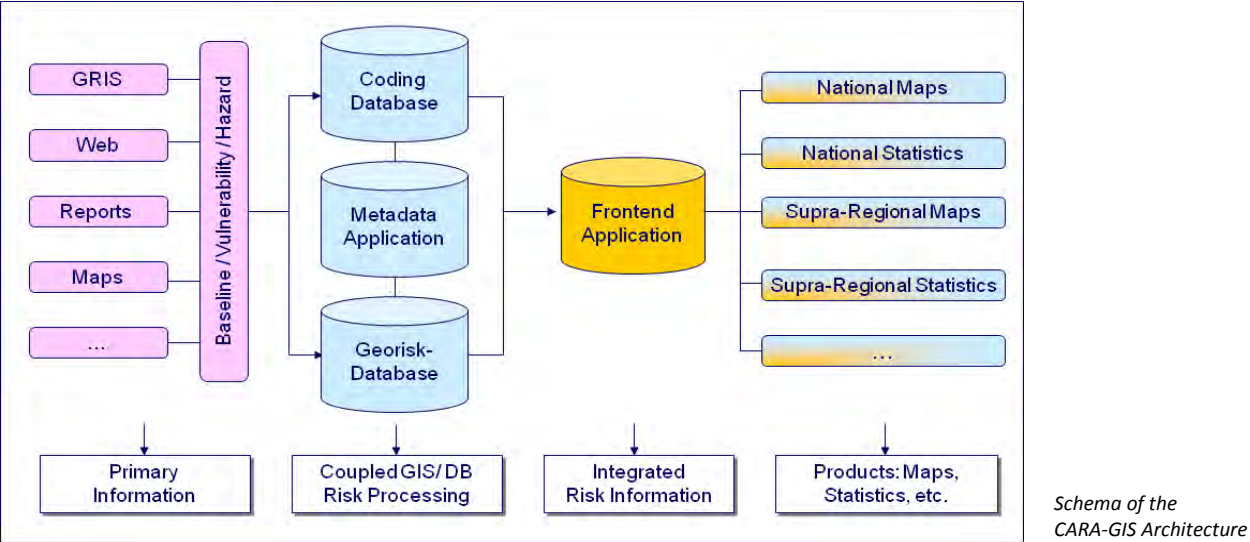 GRIS
Web
Reports
Maps
...
Baseline / Vulnerability / Hazard
Coding
Database
Metadata
Application
Georisk-
Database
Frontend
Application
National Maps
National Statistics
Supra-Regional Maps
Supra-Regional Statistics
...
Primary
Information
Coupled GIS/ DB
Risk Processing
Integrated
Risk Information
Products: Maps,
Statistics, etc.
Schema of the
CARA-GIS Architecture